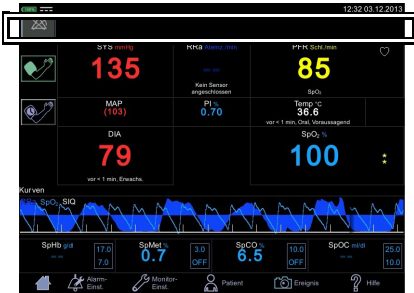 100%
12:32 03.12.2013
SYS mmHg
135
RRa Atemz./min
--
Kein Sensor
angeschlossen
PFR Schl./min
85
SpO₂
MAP
(103)
PI %
0.70
Temp °C
36.6
vor < 1 min, Oral, Voraussagend
DIA
79
vor < 1 min, Erwachs.
SpO₂ %
100
Kurven
RRa SpO₂ SIQ
SpHb g/dl
--
17.0
7.0
SpMet %
0.7
3.0
OFF
SpCO %
6.5
10.0
OFF
SpOC ml/dl
--
25.0
10.0
Alarm-
Einst.
Monitor-
Einst.
Patient
Ereignis
Hilfe